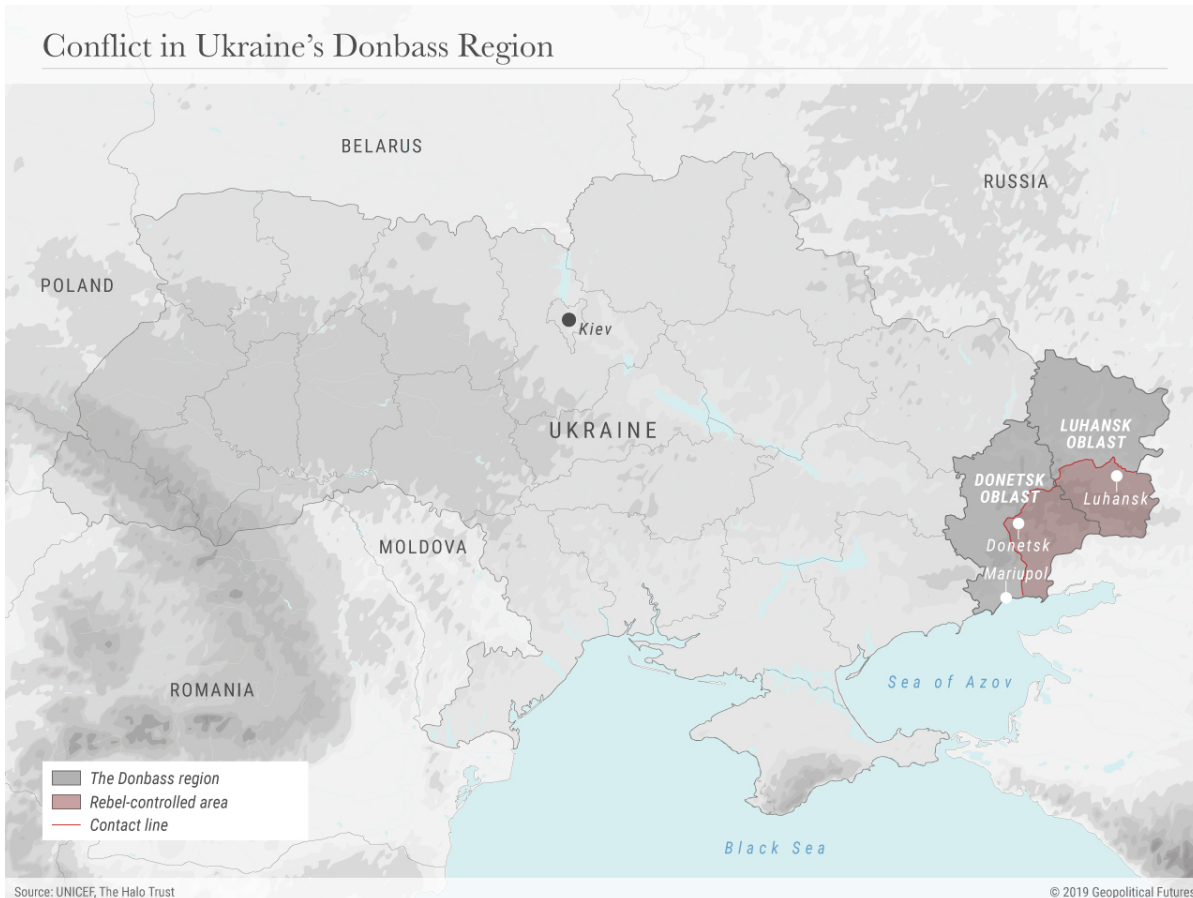 Conflict in Ukraine's Donbass Region
BELARUS
RUSSIA
POLAND
Kiev
UKRAINE
LUHANSK
OBLAST
DONETSK
OBLAST
Luhansk
Donetsk
MOLDOVA
Mariupol
Sea of Azov
ROMANIA
The Donbass region
Rebel-controlled area
Contact line
Black Sea
Source: UNICEF, The Halo Trust
© 2019 Geopolitical Futures